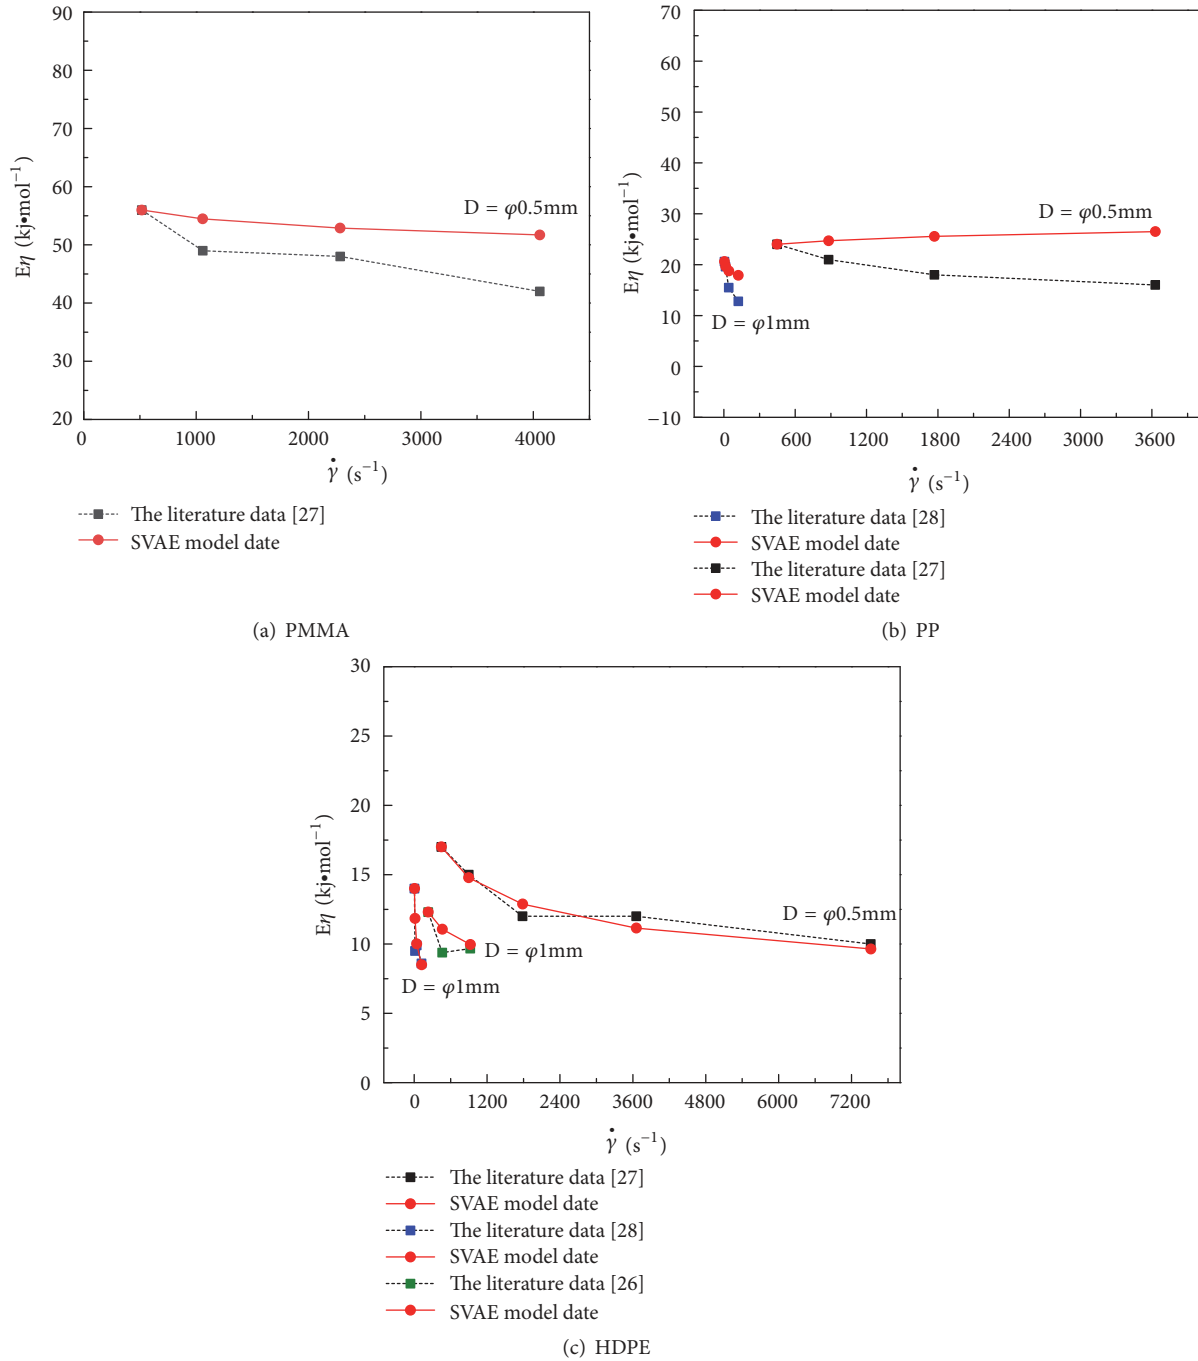 90
80
70
60
50
40
30
20
Eη (kj•mol⁻¹)
D = φ0.5mm
0 1000 2000 3000 4000
γ̇ (s⁻¹)
The literature data [27]
SVAE model date
(a) PMMA
70
60
50
40
30
20
10
0
−10
Eη (kj•mol⁻¹)
D = φ0.5mm
D = φ1mm
0 600 1200 1800 2400 3000 3600
γ̇ (s⁻¹)
The literature data [28]
SVAE model date
The literature data [27]
SVAE model date
(b) PP
30
25
20
15
10
5
0
Eη (kj•mol⁻¹)
D = φ0.5mm
D = φ1mm
D = φ1mm
0 1200 2400 3600 4800 6000 7200
γ̇ (s⁻¹)
The literature data [27]
SVAE model date
The literature data [28]
SVAE model date
The literature data [26]
SVAE model date
(c) HDPE